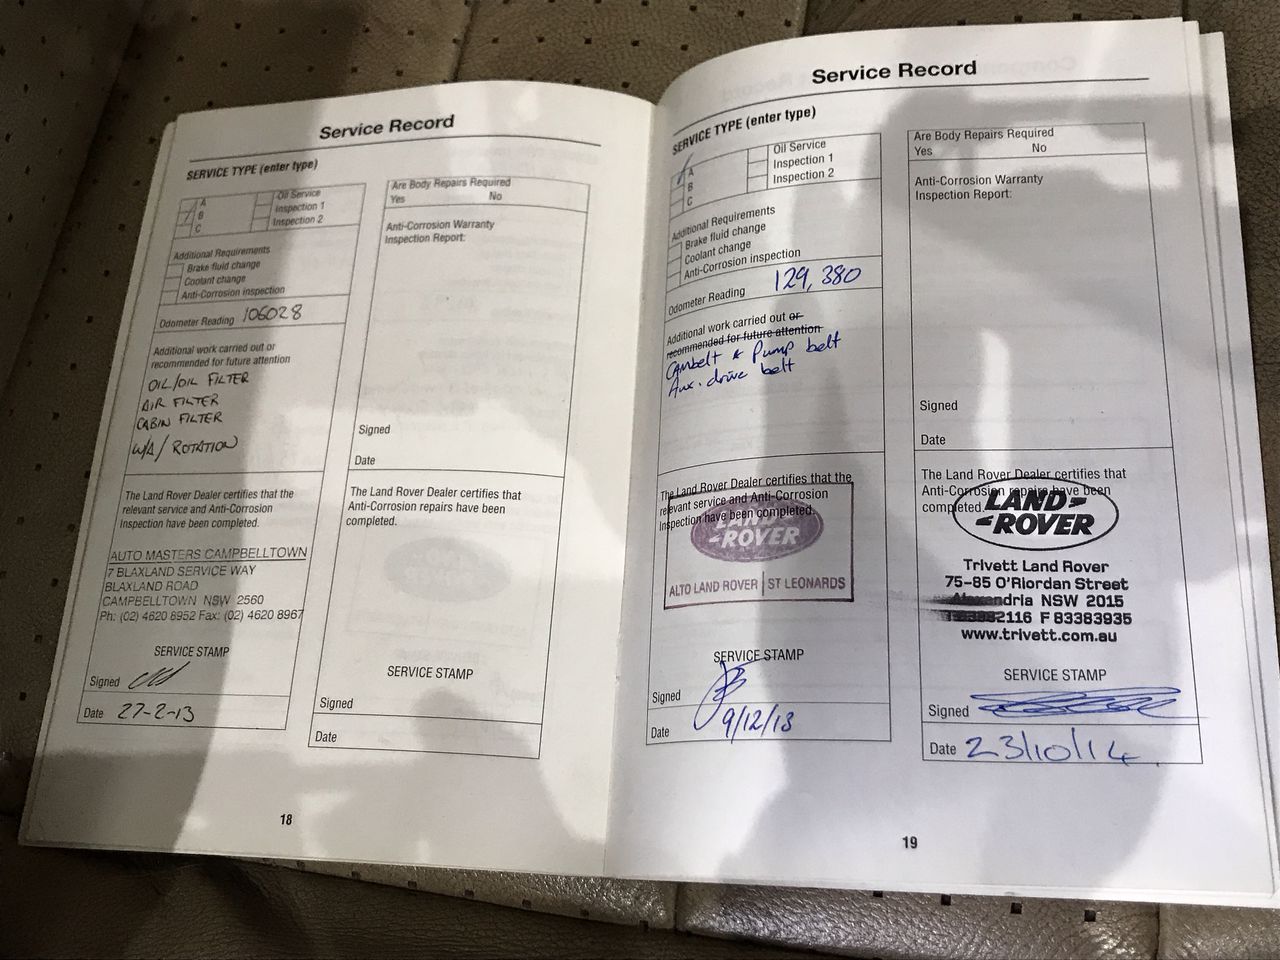 Service Record
SERVICE TYPE (enter type)
A
B
C
Oil Service
Inspection 1
Inspection 2
Additional Requirements
Brake fluid change
Coolant change
Anti-Corrosion inspection
Odometer Reading 106028
Additional work carried out or
recommended for future attention
OIL/OIL FILTER
AIR FILTER
CABIN FILTER
W/A/ ROTATION
The Land Rover Dealer certifies that the
relevant service and Anti-Corrosion
Inspection have been completed.
AUTO MASTERS CAMPBELLTOWN
7 BLAXLAND SERVICE WAY
BLAXLAND ROAD
CAMPBELLTOWN NSW 2560
Ph: (02) 4620 8952 Fax: (02) 4620 8967
SERVICE STAMP
Signed
Date 27-2-13
Are Body Repairs Required
Yes No
Anti-Corrosion Warranty
Inspection Report:
Signed
Date
The Land Rover Dealer certifies that
Anti-Corrosion repairs have been
completed.
SERVICE STAMP
Signed
Date
18
Service Record
SERVICE TYPE (enter type)
A
B
C
Oil Service
Inspection 1
Inspection 2
Additional Requirements
Brake fluid change
Coolant change
Anti-Corrosion inspection
Odometer Reading 129,380
Additional work carried out or
recommended for future attention
Cambelt & Pump belt
Aux. drive belt
The Land Rover Dealer certifies that the
relevant service and Anti-Corrosion
Inspection have been completed.
LAND-
-ROVER
ALTO LAND ROVER | ST LEONARDS
SERVICE STAMP
Signed
Date 9/12/13
Are Body Repairs Required
Yes No
Anti-Corrosion Warranty
Inspection Report:
Signed
Date
The Land Rover Dealer certifies that
Anti-Corrosion repairs have been
completed.
LAND-
-ROVER
Trivett Land Rover
75-85 O'Riordan Street
Alexandria NSW 2015
2116 F 83383935
www.trivett.com.au
SERVICE STAMP
Signed
Date 23/10/14
19